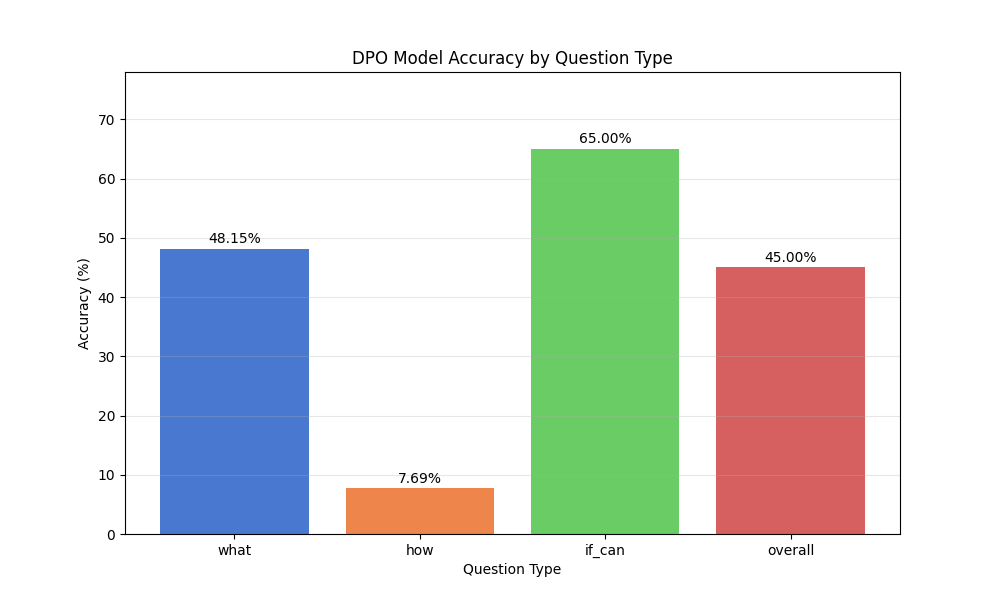 DPO Model Accuracy by Question Type
Accuracy (%)
70
60
50
40
30
20
10
0
48.15%
7.69%
65.00%
45.00%
what
how
if_can
overall
Question Type